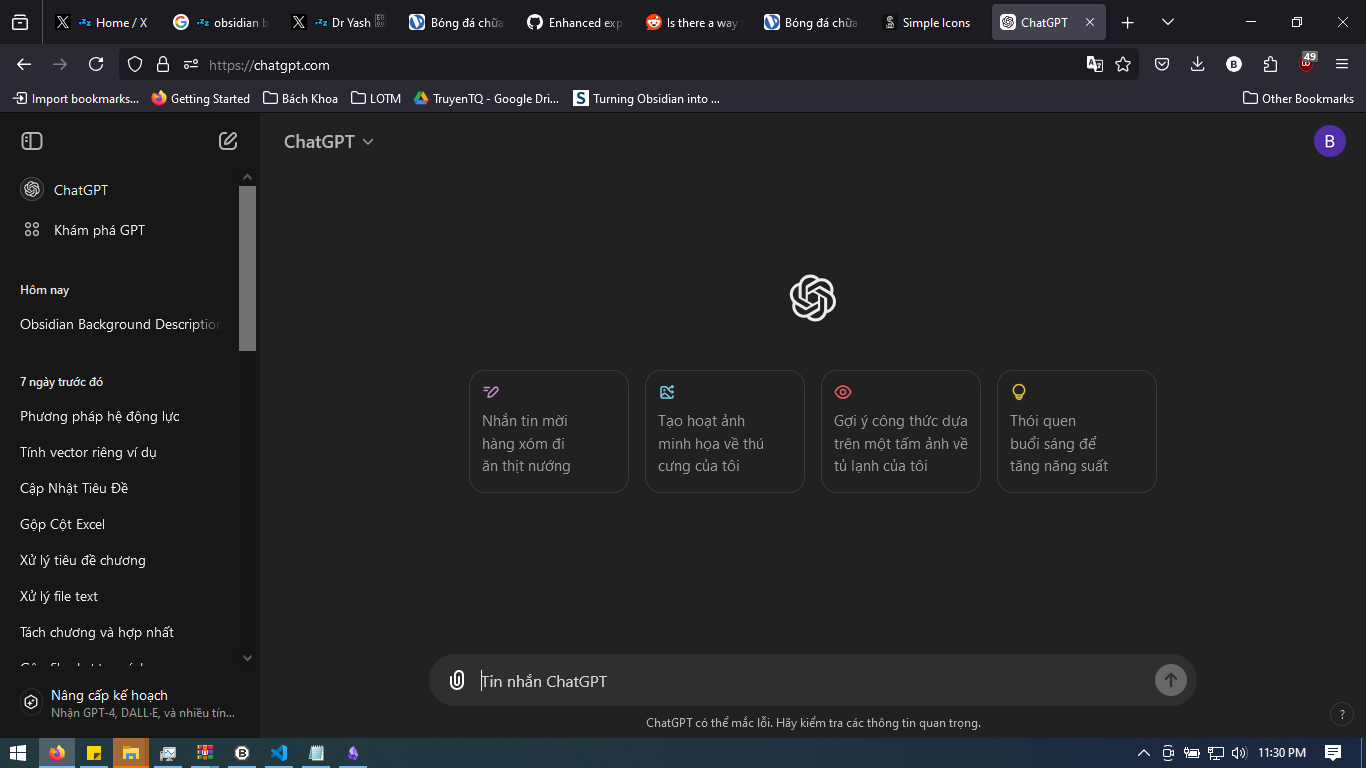 Home / X
obsidian b
Dr Yash
Bóng đá chữa
Enhanced exp
Is there a way
Bóng đá chữa
Simple Icons
ChatGPT
https://chatgpt.com
49
Import bookmarks...
Getting Started
Bách Khoa
LOTM
TruyenTQ - Google Dri...
Turning Obsidian into ...
Other Bookmarks
ChatGPT
B
ChatGPT
Khám phá GPT
Hôm nay
Obsidian Background Description
7 ngày trước đó
Phương pháp hệ động lực
Tính vector riêng ví dụ
Cập Nhật Tiêu Đề
Gộp Cột Excel
Xử lý tiêu đề chương
Xử lý file text
Tách chương và hợp nhất
Nâng cấp kế hoạch
Nhận GPT-4, DALL·E, và nhiều tín...
Nhắn tin mời
hàng xóm đi
ăn thịt nướng
Tạo hoạt ảnh
minh họa về thú
cưng của tôi
Gợi ý công thức dựa
trên một tấm ảnh về
tủ lạnh của tôi
Thói quen
buổi sáng để
tăng năng suất
Tin nhắn ChatGPT
ChatGPT có thể mắc lỗi. Hãy kiểm tra các thông tin quan trọng.
?
11:30 PM